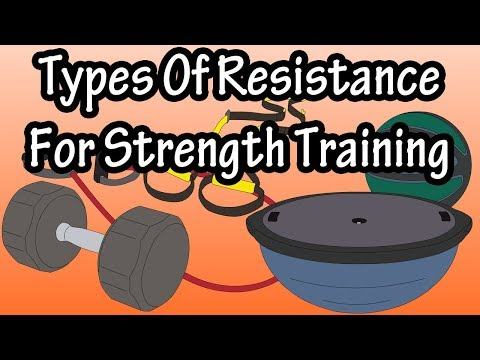 Types Of Resistance
For Strength Training